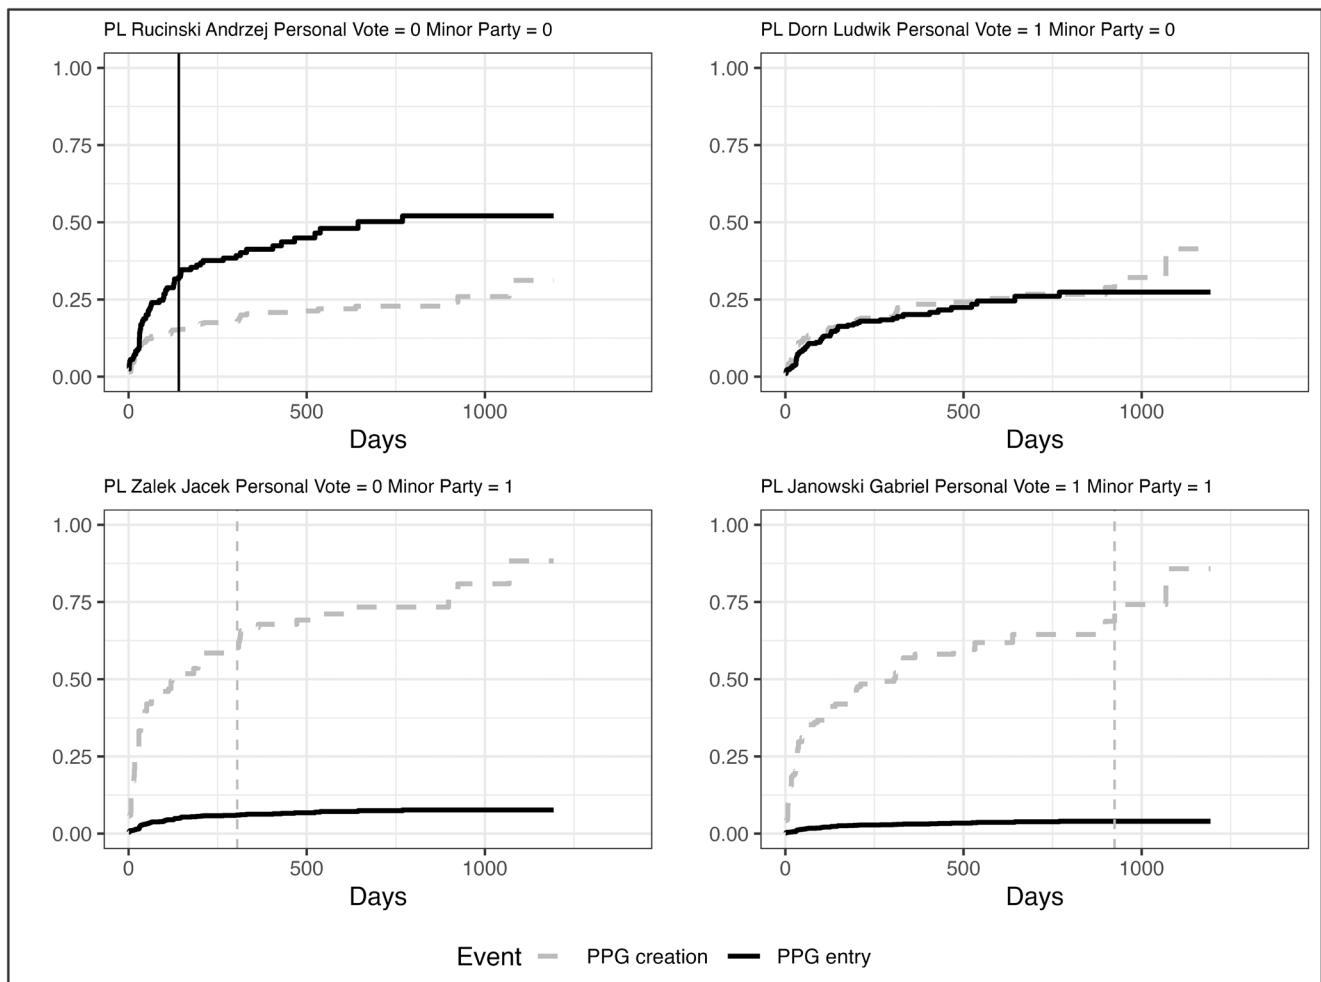 PL Rucinski Andrzej Personal Vote = 0 Minor Party = 0
1.00
0.75
0.50
0.25
0.00
0 500 1000
Days
PL Dorn Ludwik Personal Vote = 1 Minor Party = 0
1.00
0.75
0.50
0.25
0.00
0 500 1000
Days
PL Zalek Jacek Personal Vote = 0 Minor Party = 1
1.00
0.75
0.50
0.25
0.00
0 500 1000
Days
PL Janowski Gabriel Personal Vote = 1 Minor Party = 1
1.00
0.75
0.50
0.25
0.00
0 500 1000
Days
Event PPG creation PPG entry